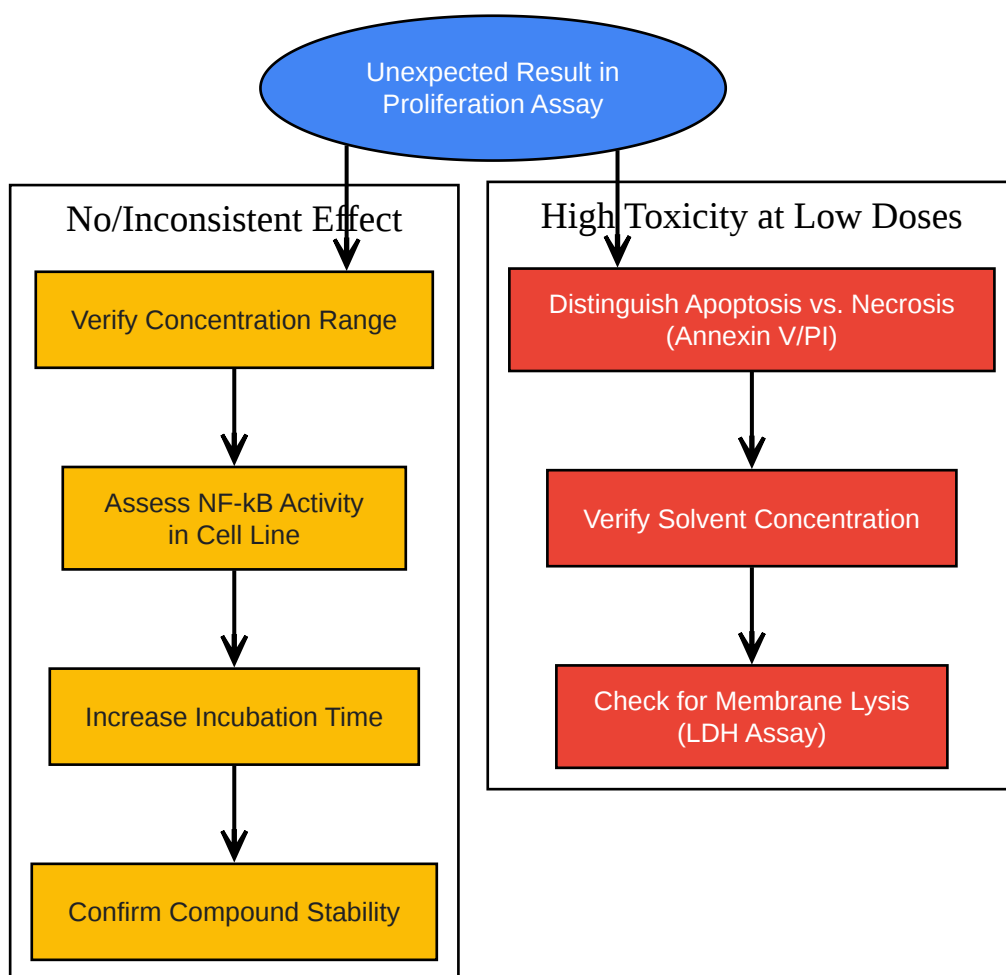 Unexpected Result in
Proliferation Assay
No/Inconsistent Effect
Verify Concentration Range
Assess NF-kB Activity
in Cell Line
Increase Incubation Time
Confirm Compound Stability
High Toxicity at Low Doses
Distinguish Apoptosis vs. Necrosis
(Annexin V/PI)
Verify Solvent Concentration
Check for Membrane Lysis
(LDH Assay)